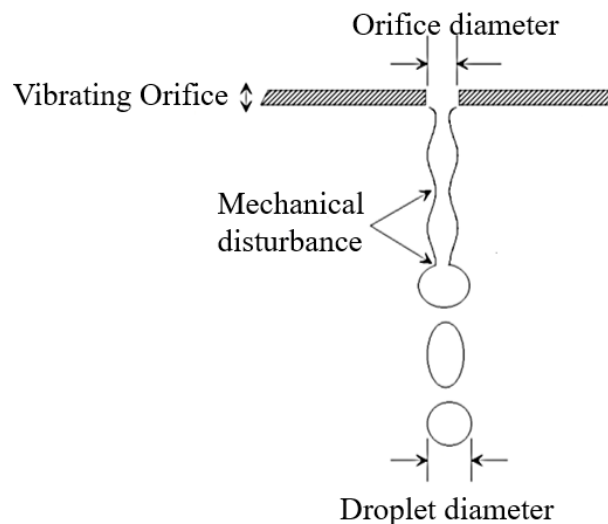 Orifice diameter
Vibrating Orifice
Mechanical
disturbance
Droplet diameter